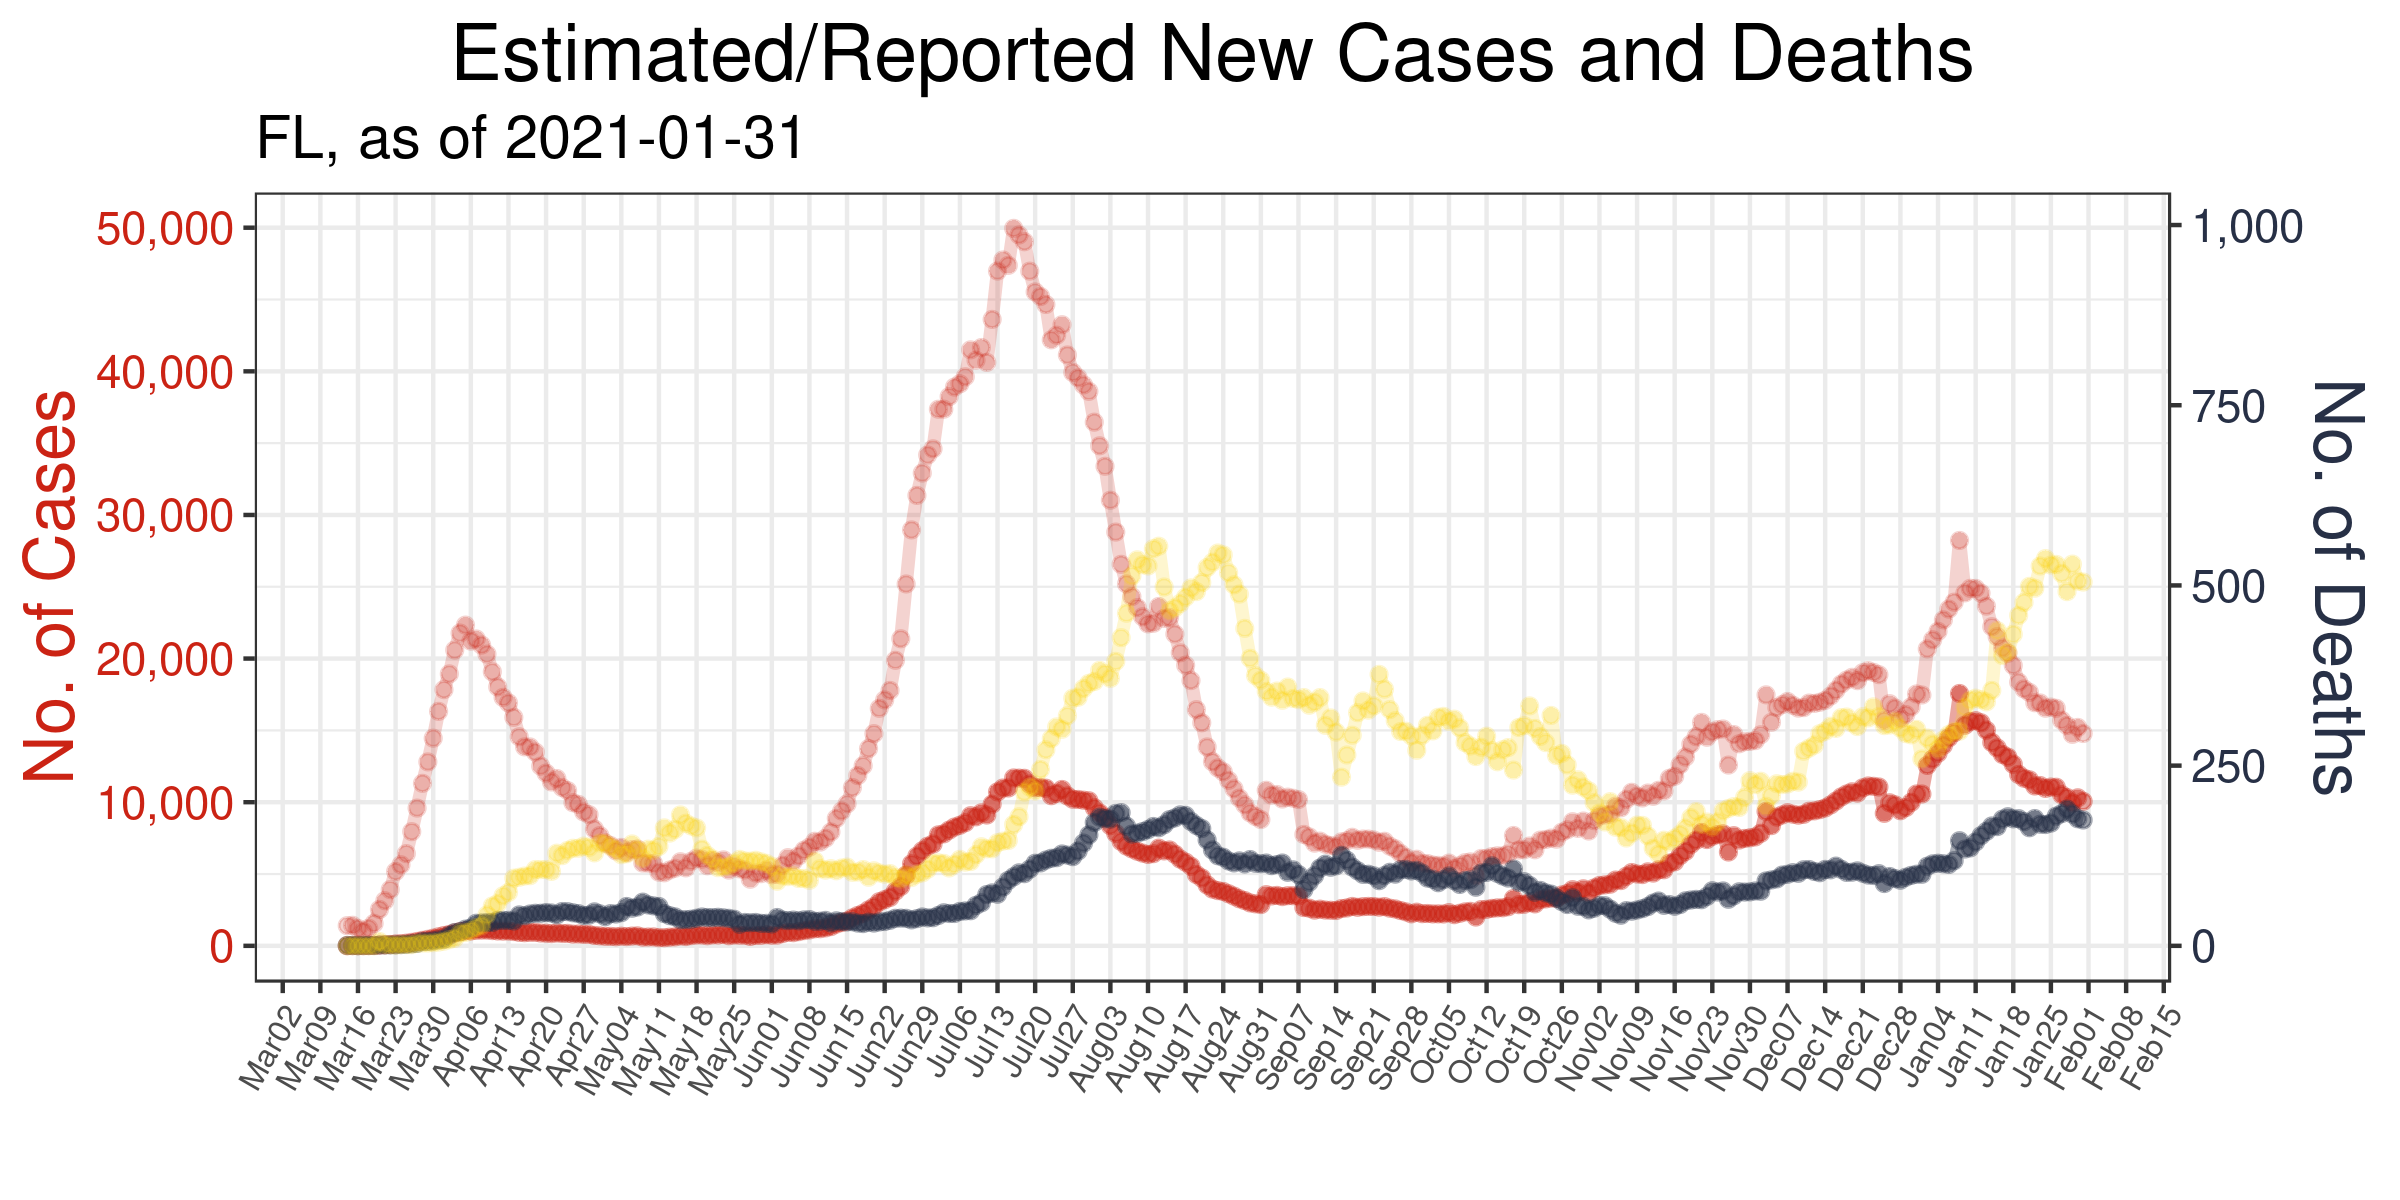 Estimated/Reported New Cases and Deaths
FL, as of 2021-01-31
No. of Cases
50,000
40,000
30,000
20,000
10,000
0
1,000
750
500
250
0
No. of Deaths
Mar02
Mar09
Mar16
Mar23
Mar30
Apr06
Apr13
Apr20
Apr27
May04
May11
May18
May25
Jun01
Jun08
Jun15
Jun22
Jun29
Jul06
Jul13
Jul20
Jul27
Aug03
Aug10
Aug17
Aug24
Aug31
Sep07
Sep14
Sep21
Sep28
Oct05
Oct12
Oct19
Oct26
Nov02
Nov09
Nov16
Nov23
Nov30
Dec07
Dec14
Dec21
Dec28
Dec04
Jan11
Jan18
Jan25
Feb01
Feb08
Feb15